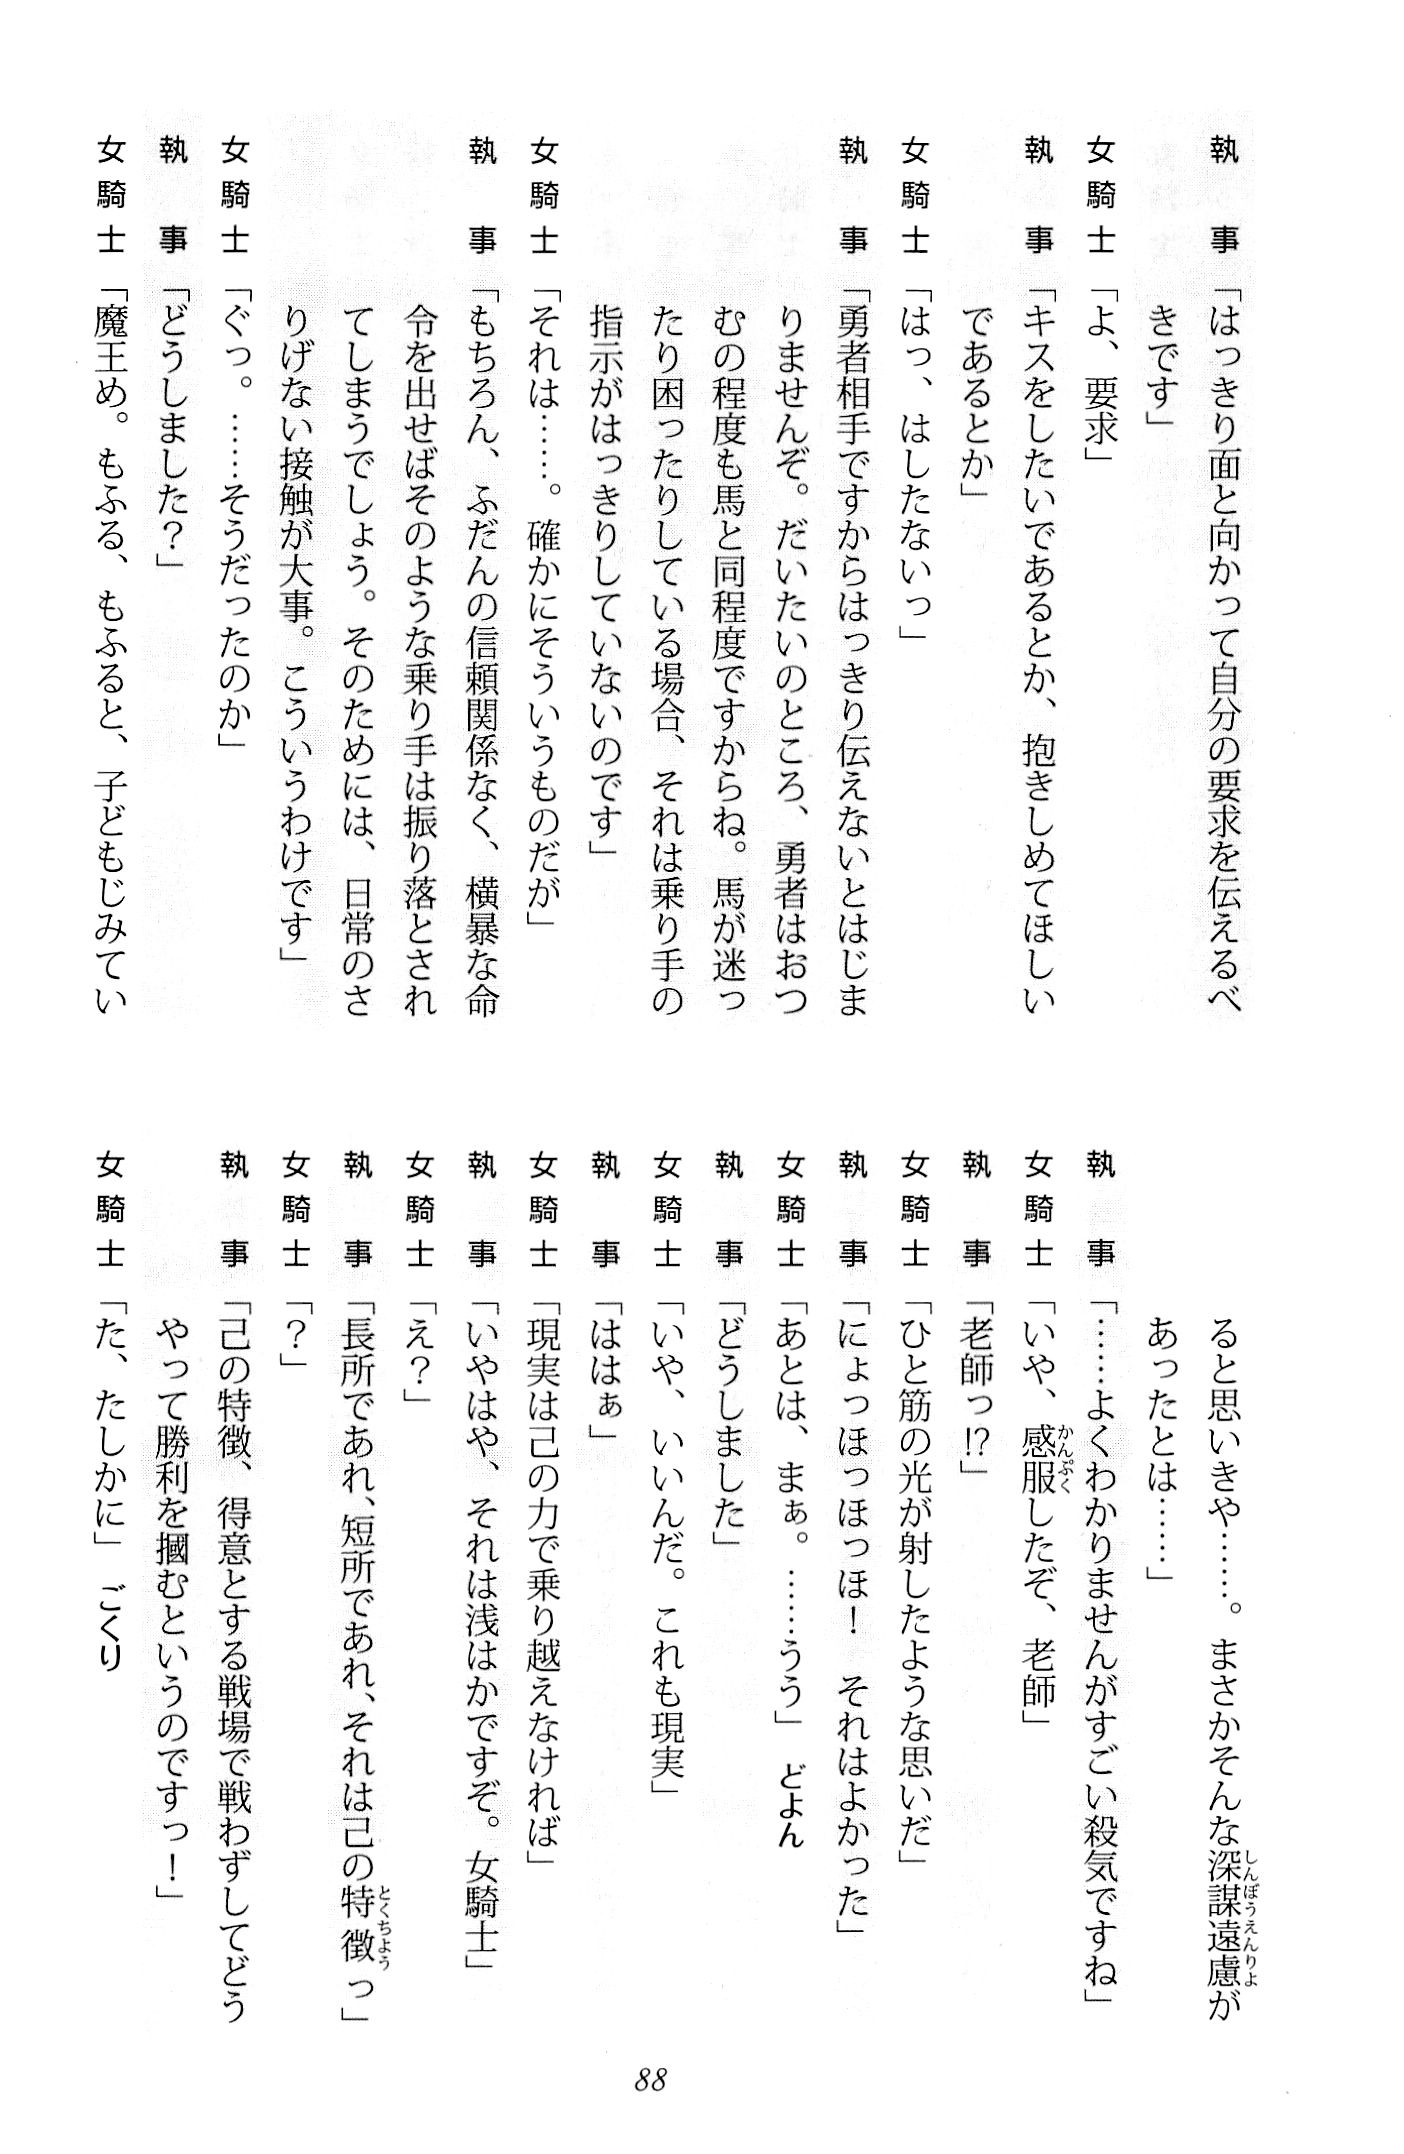 執事「はっきり面と向かって自分の要求を伝えるべ
きです」
女騎士「よ、要求」
執事「キスをしたいであるとか、抱きしめてほしい
であるとか」
女騎士「はっ、はしたないっ」
執事「勇者相手ですからはっきり伝えないとはじま
りませんぞ。だいたいのところ、勇者はおつ
むの程度も馬と同程度ですからね。馬が迷っ
たり困ったりしている場合、それは乗り手の
指示がはっきりしていないのです」
女騎士「それは……。確かにそういうものだが」
執事「もちろん、ふだんの信頼関係なく、横暴な命
令を出せばそのような乗り手は振り落とされ
てしまうでしょう。そのためには、日常のさ
りげない接触が大事。こういうわけです」
女騎士「ぐっ。……そうだったのか」
執事「どうしました？」
女騎士「魔王め。もふる、もふると、子どもじみてい
ると思いきや……。まさかそんな深謀遠慮が
しんぼうえんりよ
あったとは……」
執事「……よくわかりませんがすごい殺気ですね」
女騎士「いや、感服したぞ、老師」
かんぷく
執事「老師っ!?」
女騎士「ひと筋の光が射したような思いだ」
執事「にょっほっほっほ！　それはよかった」
女騎士「あとは、まぁ。……うう」　どよん
執事「どうしました」
女騎士「いや、いいんだ。これも現実」
執事「ははぁ」
女騎士「現実は己の力で乗り越えなければ」
執事「いやはや、それは浅はかですぞ。女騎士」
女騎士「え？」
執事「長所であれ、短所であれ、それは己の特徴っ」
とくちよう
女騎士「？」
執事「己の特徴、得意とする戦場で戦わずしてどう
やって勝利を摑むというのですっ！」
女騎士「た、たしかに」　ごくり
88